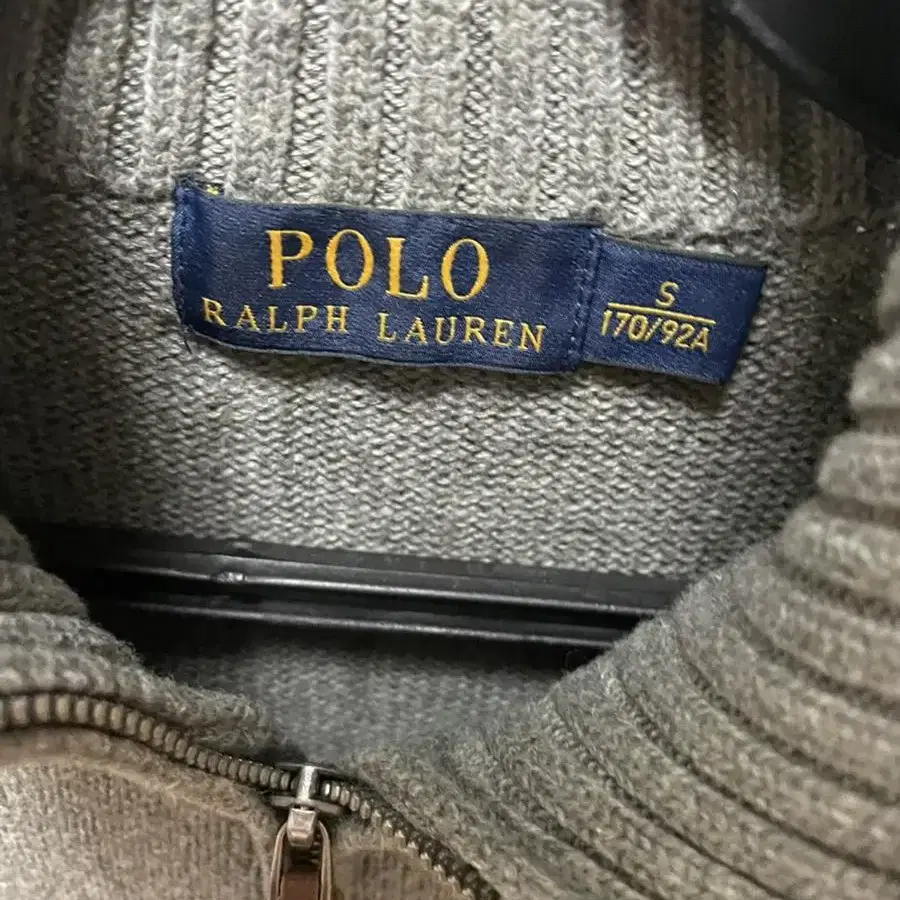 POLO
RALPH LAUREN
S
170/92A